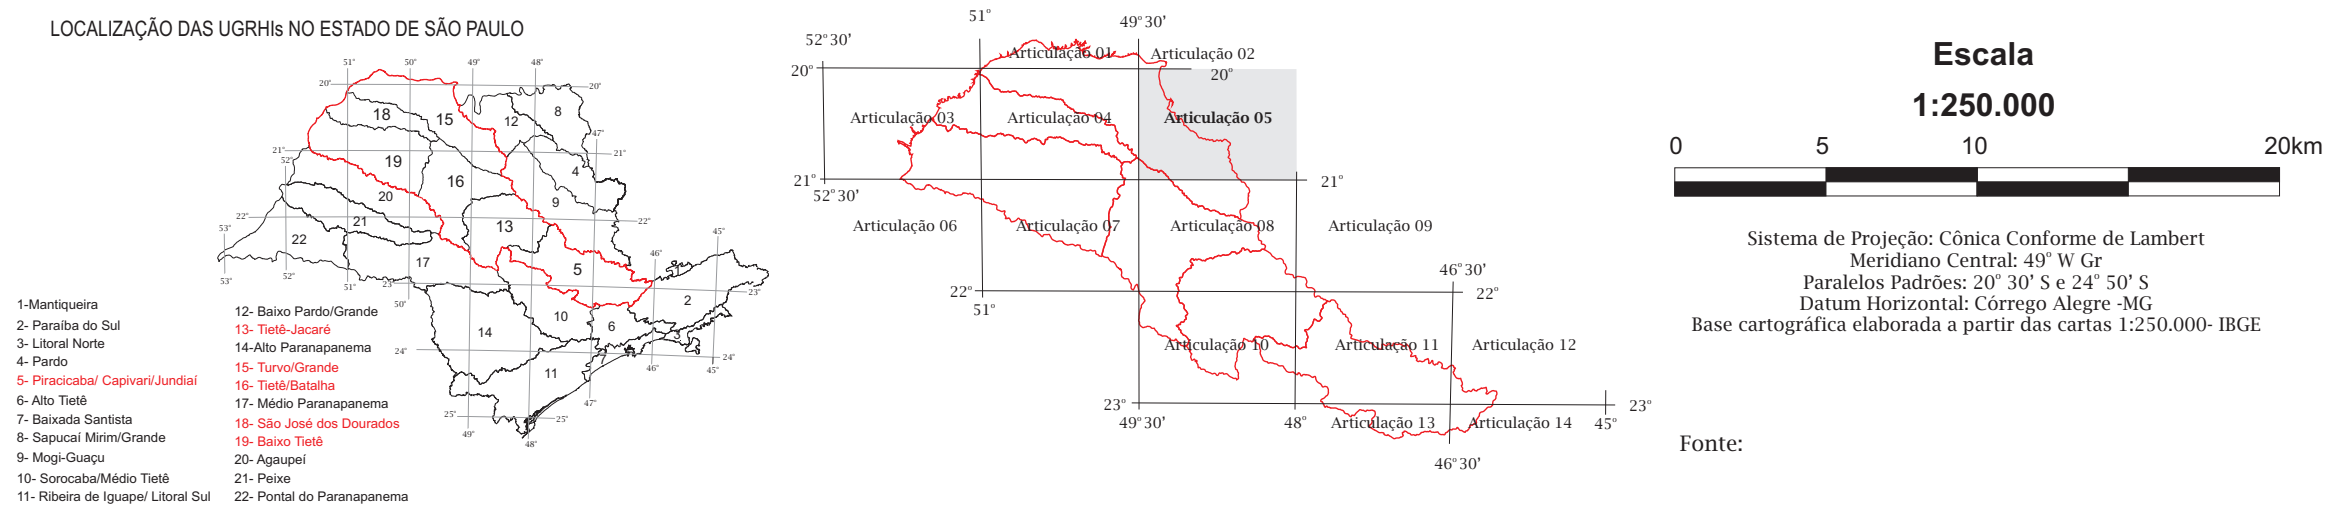 LOCALIZAÇÃO DAS UGRHIs NO ESTADO DE SÃO PAULO
51° 50° 49° 48°
20° 20°
18 15 12 8
47°
21° 21°
52°
19 16 4
20 9
22° 21 13 22°
53° 22 45°
17 5 46° 1
53° 52° 51° 23° 2 23°
50°
14 10 6 3
7
24° 24°
11 46° 45°
47°
25° 25°
49° 48°
1-Mantiqueira
2- Paraíba do Sul
3- Litoral Norte
4- Pardo
5- Piracicaba/ Capivari/Jundiaí
6- Alto Tietê
7- Baixada Santista
8- Sapucaí Mirim/Grande
9- Mogi-Guaçu
10- Sorocaba/Médio Tietê
11- Ribeira de Iguape/ Litoral Sul
12- Baixo Pardo/Grande
13- Tietê-Jacaré
14-Alto Paranapanema
15- Turvo/Grande
16- Tietê/Batalha
17- Médio Paranapanema
18- São José dos Dourados
19- Baixo Tietê
20- Agaupeí
21- Peixe
22- Pontal do Paranapanema
51° 49°30’
52°30’
Articulação 01 Articulação 02
20° 20°
Articulação 03 Articulação 04 Articulação 05
21° 21°
52°30’
Articulação 06 Articulação 07 Articulação 08 Articulação 09
46°30’
22° 22°
51°
Articulação 10 Articulação 11 Articulação 12
23° 23°
49°30’ 48° Articulação 13 Articulação 14 45°
46°30’
Escala
1:250.000
0 5 10 20km
Sistema de Projeção: Cônica Conforme de Lambert
Meridiano Central: 49° W Gr
Paralelos Padrões: 20° 30’ S e 24° 50’ S
Datum Horizontal: Córrego Alegre -MG
Base cartográfica elaborada a partir das cartas 1:250.000- IBGE
Fonte: